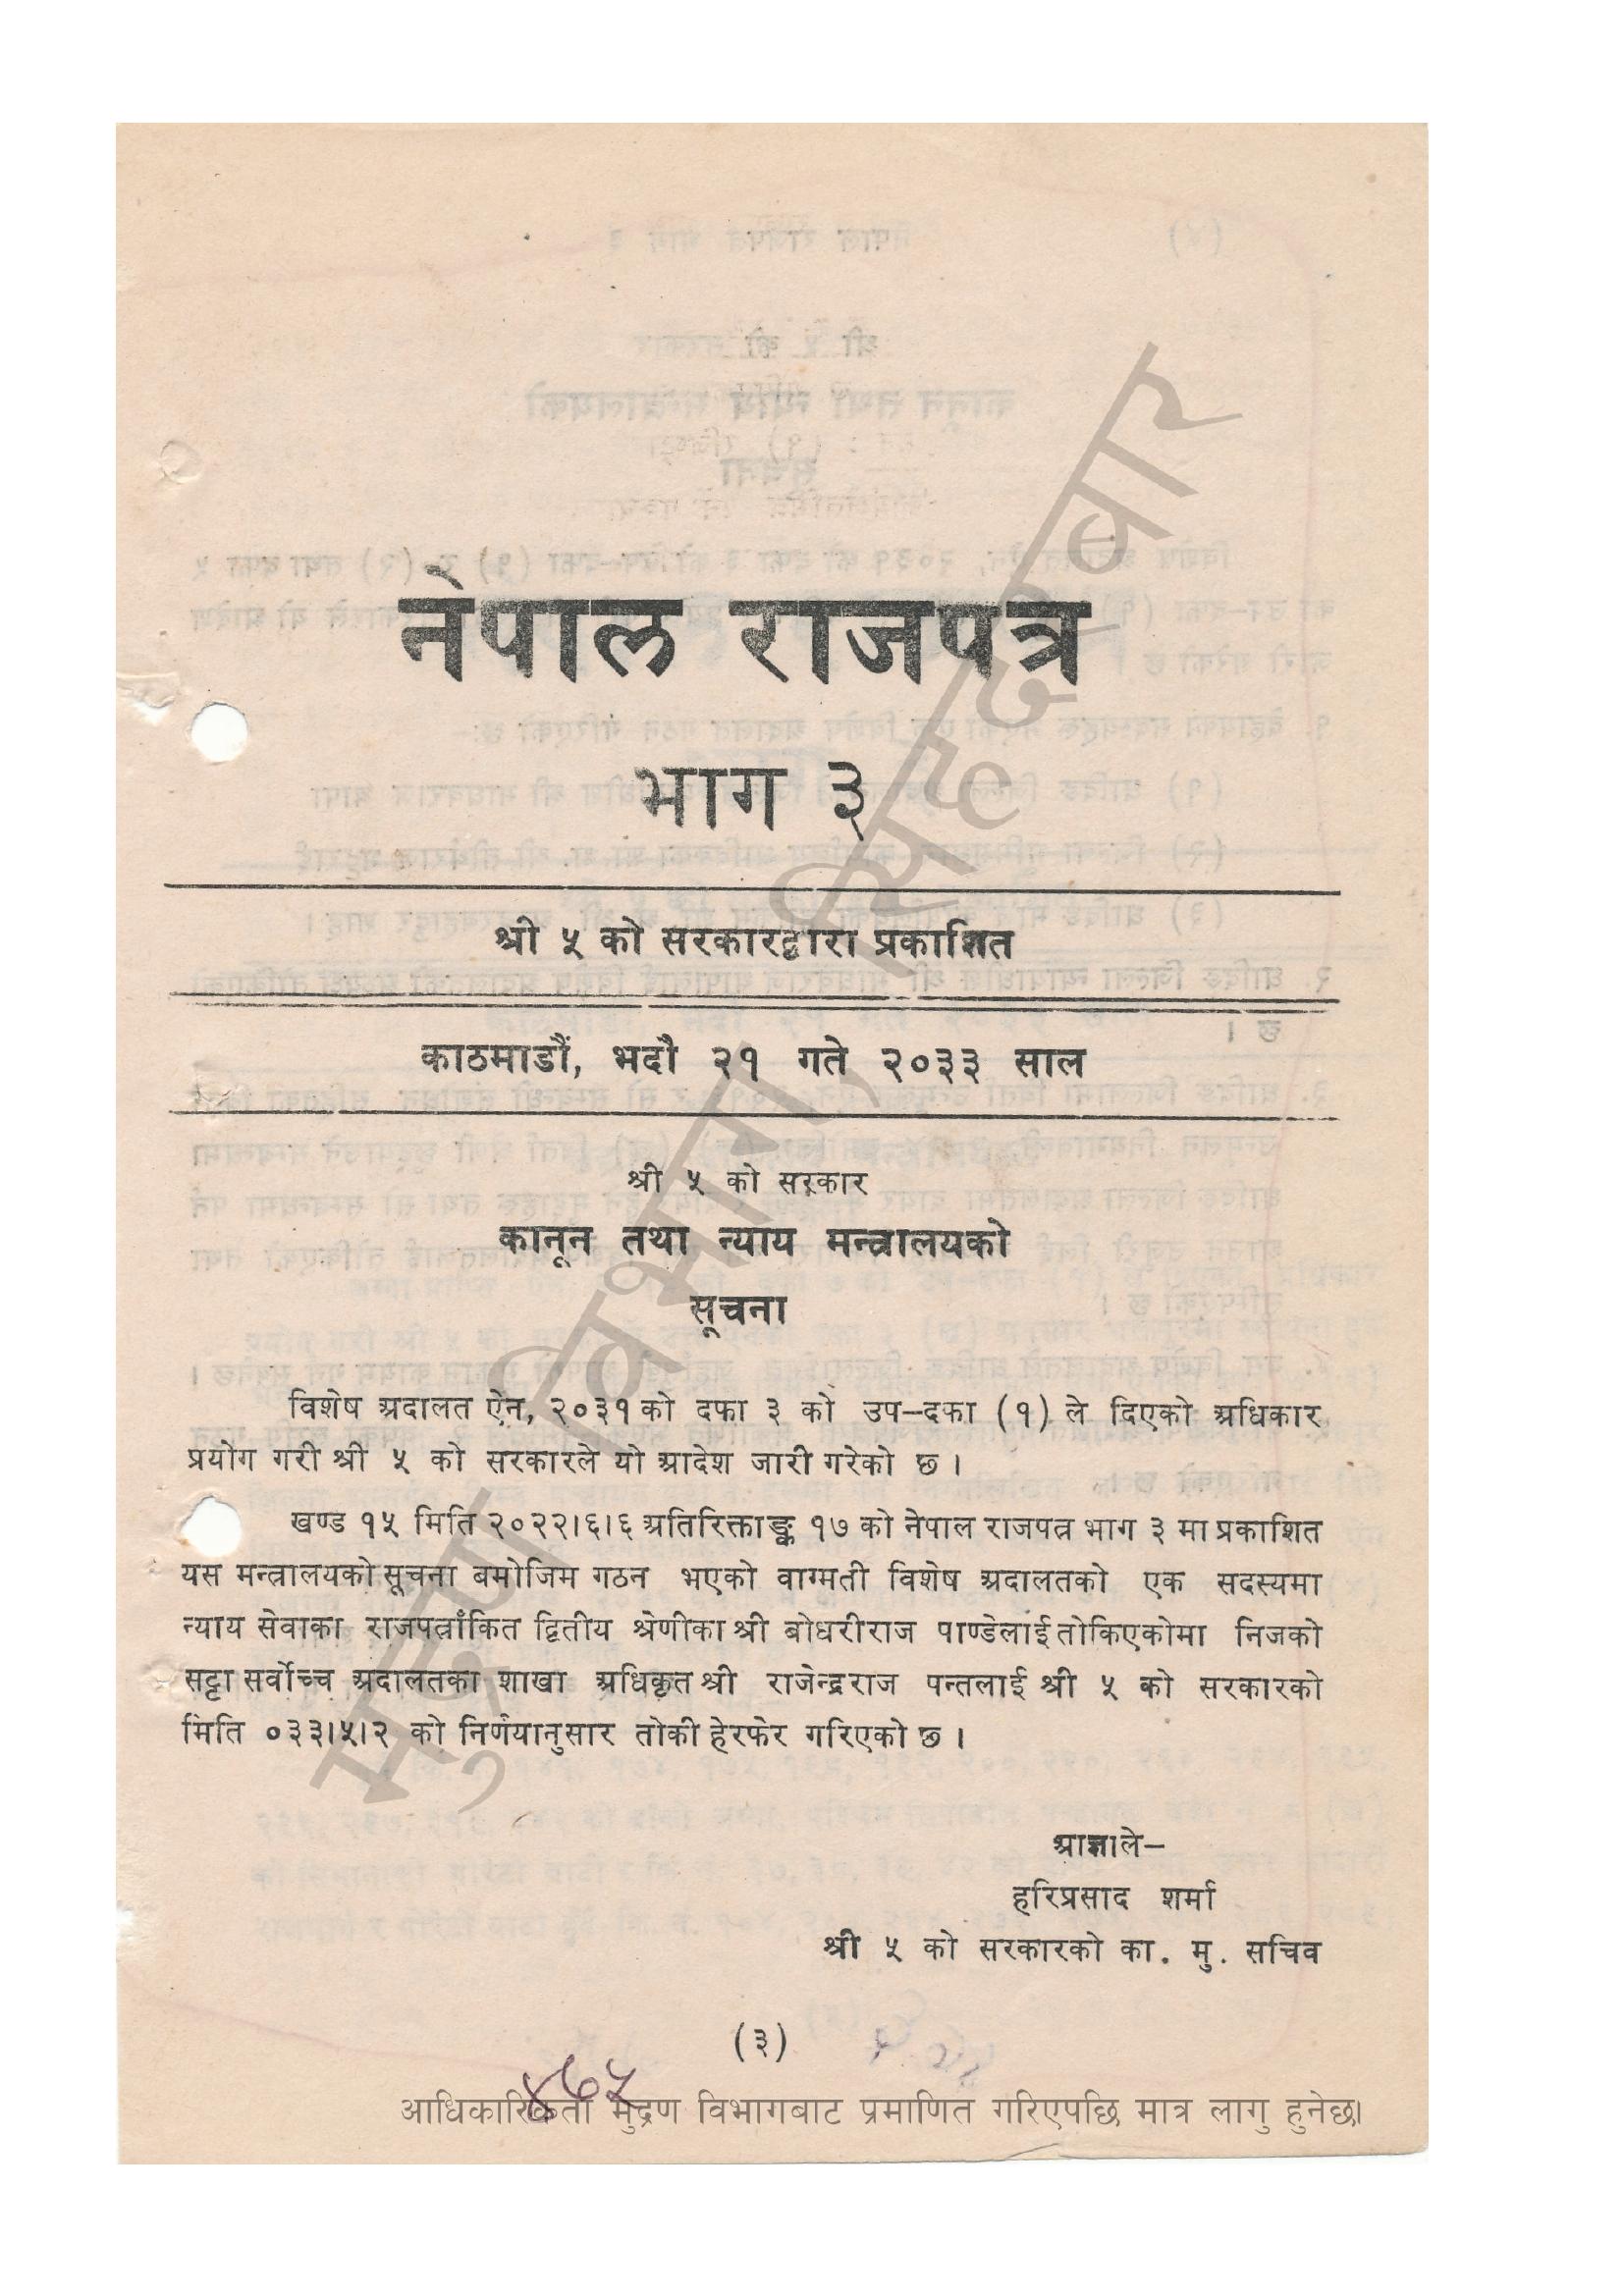 नेपाल राजपत्र
भाग ३
श्री ५ को सरकारद्वारा प्रकाशित
काठमाडौं, भदौ २१ गते २०३३ साल
श्री ५ को सरकार
कानून तथा न्याय मन्त्रालयको
सूचना
विशेष अदालत ऐन, २०३१ को दफा ३ को उप–दफा (१) ले दिएको अधिकार
प्रयोग गरी श्री ५ को सरकारले यो आदेश जारी गरेको छ ।
खण्ड १५ मिति २०२२।६।६ अतिरिक्ताङ्क १७ को नेपाल राजपत्र भाग ३ मा प्रकाशित
यस मन्त्रालयको सूचना बमोजिम गठन भएको वाग्मती विशेष अदालतको एक सदस्यमा
न्याय सेवाका राजपत्राँकित द्वितीय श्रेणीका श्री बोधरीराज पाण्डेलाई तोकिएकोमा निजको
सट्टा सर्वोच्च अदालतका शाखा अधिकृत श्री राजेन्द्रराज पन्तलाई श्री ५ को सरकारको
मिति ०३३।५।२ को निर्णयानुसार तोकी हेरफेर गरिएको छ ।
आज्ञाले–
हरिप्रसाद शर्मा
श्री ५ को सरकारको का. मु. सचिव
(३)
४७५
आधिकारिकता मुद्रण विभागबाट प्रमाणित गरिएपछि मात्र लागु हुनेछ।
मुद्रण विभाग, सिंहदरबार